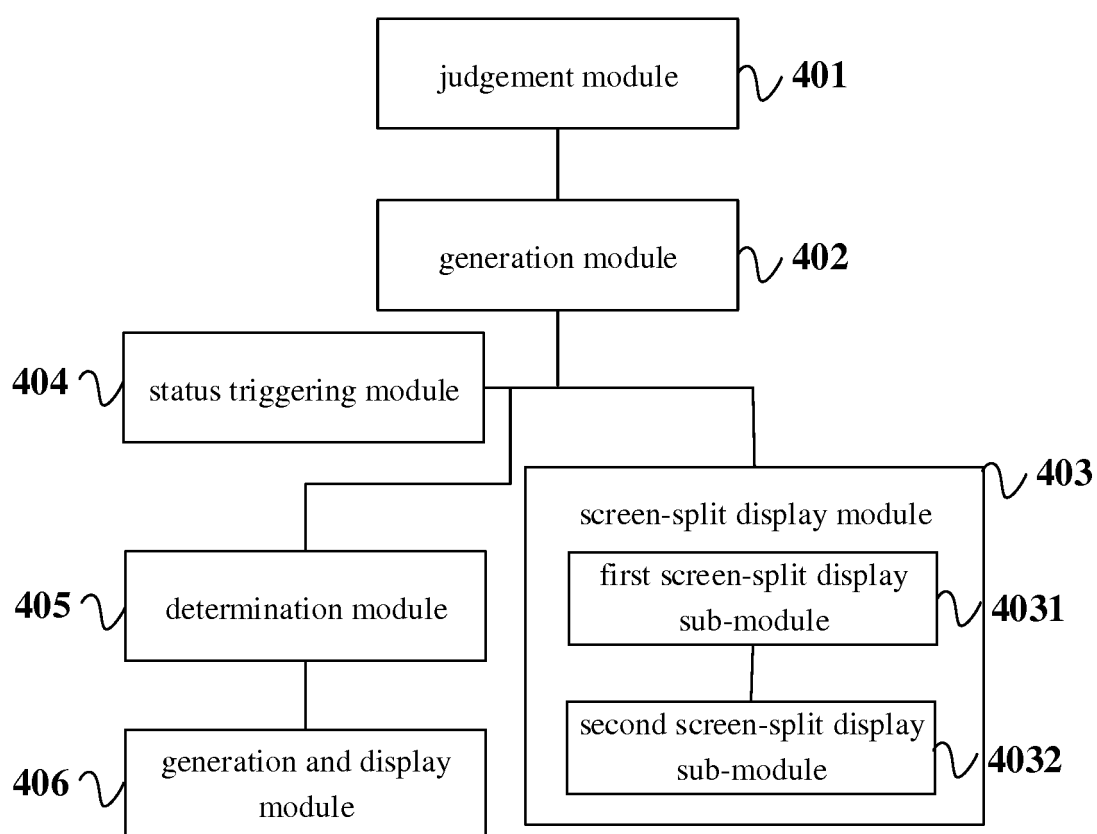 judgement module
401
generation module
402
404
status triggering module
403
screen-split display module
first screen-split display
sub-module
4031
405
determination module
second screen-split display
sub-module
4032
406
generation and display
module